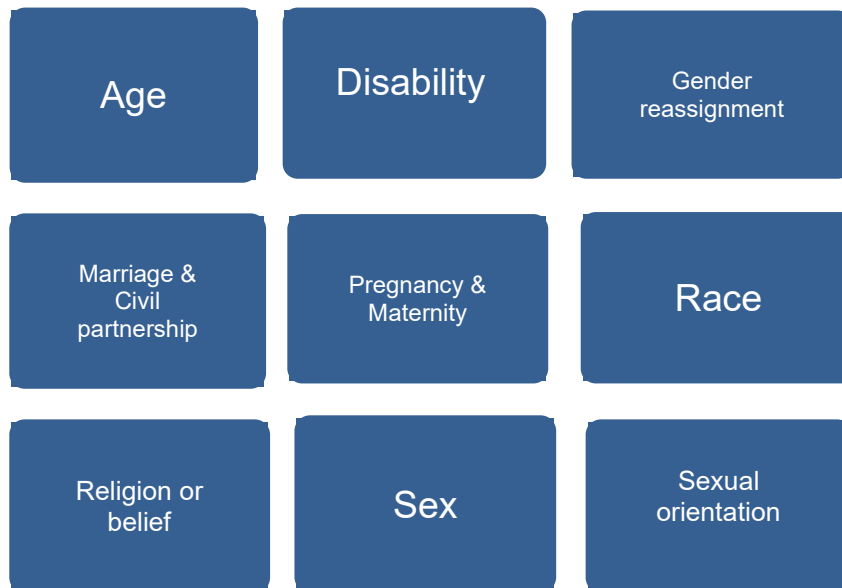 Age
Disability
Gender
reassignment
Marriage &
Civil
partnership
Pregnancy &
Maternity
Race
Religion or
belief
Sex
Sexual
orientation